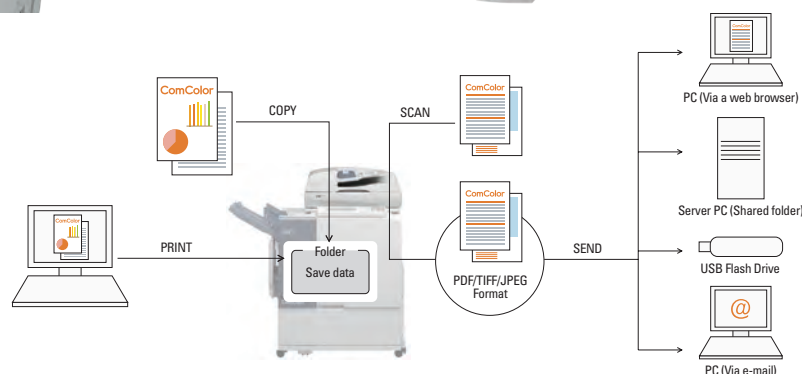 ComColor
COPY
ComColor
PRINT
Folder
Save data
ComColor
SCAN
ComColor
PDF/TIFF/JPEG
Format
SEND
ComColor
PC (Via a web browser)
Server PC (Shared folder)
USB Flash Drive
@
PC (Via e-mail)